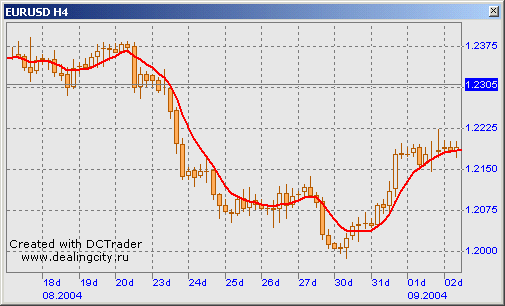 EURUSD H4
1.2375
1.2305
1.2225
1.2150
1.2075
1.2000
Created with DCTrader
www.dealingcity.ru
18d 19d 20d 23d 24d 25d 26d 27d 30d 31d 01d 02d
08.2004 09.2004